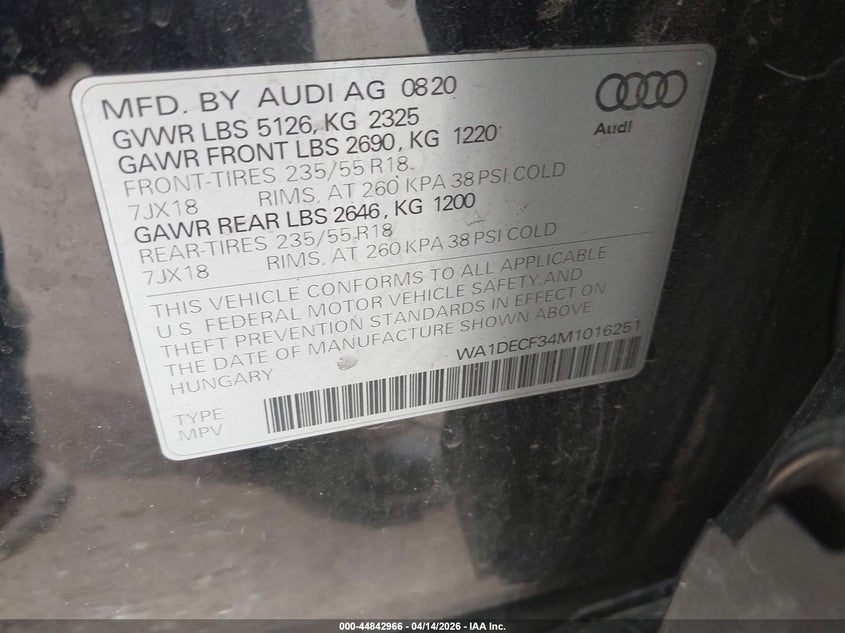 MFD. BY AUDI AG 0820
Audi
GVWR LBS 5126, KG 2325
GAWR FRONT LBS 2690, KG 1220
FRONT-TIRES 235/55 R18
7JX18 RIMS, AT 260 KPA 38 PSI COLD
GAWR REAR LBS 2646, KG 1200
REAR-TIRES 235/55 R18
7JX18 RIMS, AT 260 KPA 38 PSI COLD
THIS VEHICLE CONFORMS TO ALL APPLICABLE
U.S. FEDERAL MOTOR VEHICLE SAFETY, AND
THEFT PREVENTION STANDARDS IN EFFECT ON
THE DATE OF MANUFACTURE SHOWN ABOVE
HUNGARY
WA1DECF34M1016251
TYPE:
MPV
000-44842966 - 04/14/2026 - IAA Inc.